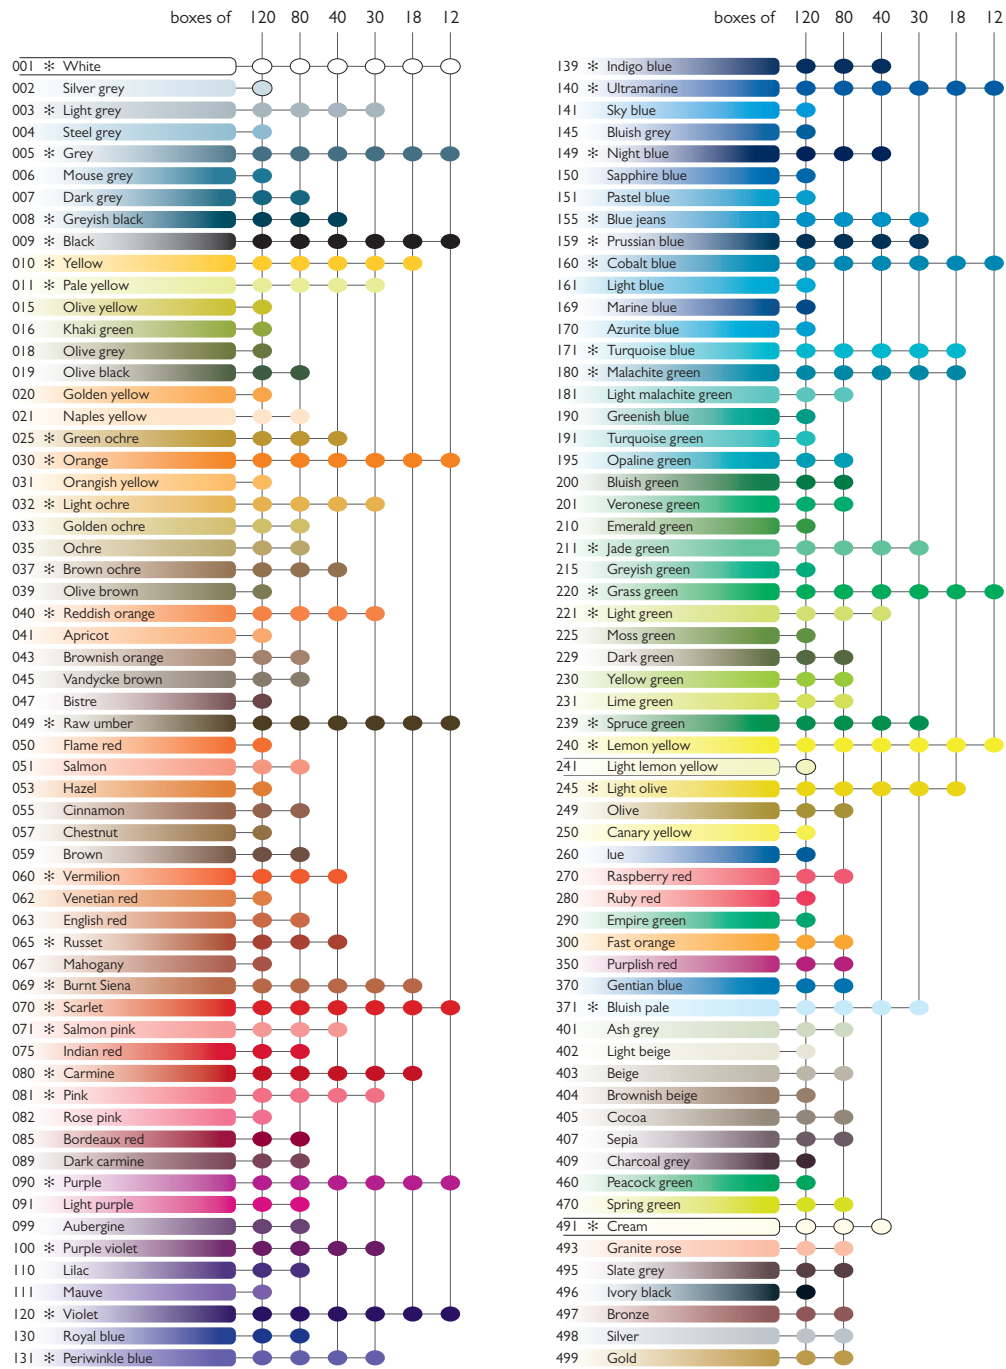 boxes of 120 80 40 30 18 12
001 * White
002 Silver grey
003 * Light grey
004 Steel grey
005 * Grey
006 Mouse grey
007 Dark grey
008 * Greyish black
009 * Black
010 * Yellow
011 * Pale yellow
015 Olive yellow
016 Khaki green
018 Olive grey
019 Olive black
020 Golden yellow
021 Naples yellow
025 * Green ochre
030 * Orange
031 Orangish yellow
032 * Light ochre
033 Golden ochre
035 Ochre
037 * Brown ochre
039 Olive brown
040 * Reddish orange
041 Apricot
043 Brownish orange
045 Vandycke brown
047 Bistre
049 * Raw umber
050 Flame red
051 Salmon
053 Hazel
055 Cinnamon
057 Chestnut
059 Brown
060 * Vermilion
062 Venetian red
063 English red
065 * Russet
067 Mahogany
069 * Burnt Siena
070 * Scarlet
071 * Salmon pink
075 Indian red
080 * Carmine
081 * Pink
082 Rose pink
085 Bordeaux red
089 Dark carmine
090 * Purple
091 Light purple
099 Aubergine
100 * Purple violet
110 Lilac
111 Mauve
120 * Violet
130 Royal blue
131 * Periwinkle blue
boxes of 120 80 40 30 18 12
139 * Indigo blue
140 * Ultramarine
141 Sky blue
145 Bluish grey
149 * Night blue
150 Sapphire blue
151 Pastel blue
155 * Blue jeans
159 * Prussian blue
160 * Cobalt blue
161 Light blue
169 Marine blue
170 Azurite blue
171 * Turquoise blue
180 * Malachite green
181 Light malachite green
190 Greenish blue
191 Turquoise green
195 Opaline green
200 Bluish green
201 Veronese green
210 Emerald green
211 * Jade green
215 Greyish green
220 * Grass green
221 * Light green
225 Moss green
229 Dark green
230 Yellow green
231 Lime green
239 * Spruce green
240 * Lemon yellow
241 Light lemon yellow
245 * Light olive
249 Olive
250 Canary yellow
260 lue
270 Raspberry red
280 Ruby red
290 Empire green
300 Fast orange
350 Purplish red
370 Gentian blue
371 * Bluish pale
401 Ash grey
402 Light beige
403 Beige
404 Brownish beige
405 Cocoa
407 Sepia
409 Charcoal grey
460 Peacock green
470 Spring green
491 * Cream
493 Granite rose
495 Slate grey
496 Ivory black
497 Bronze
498 Silver
499 Gold